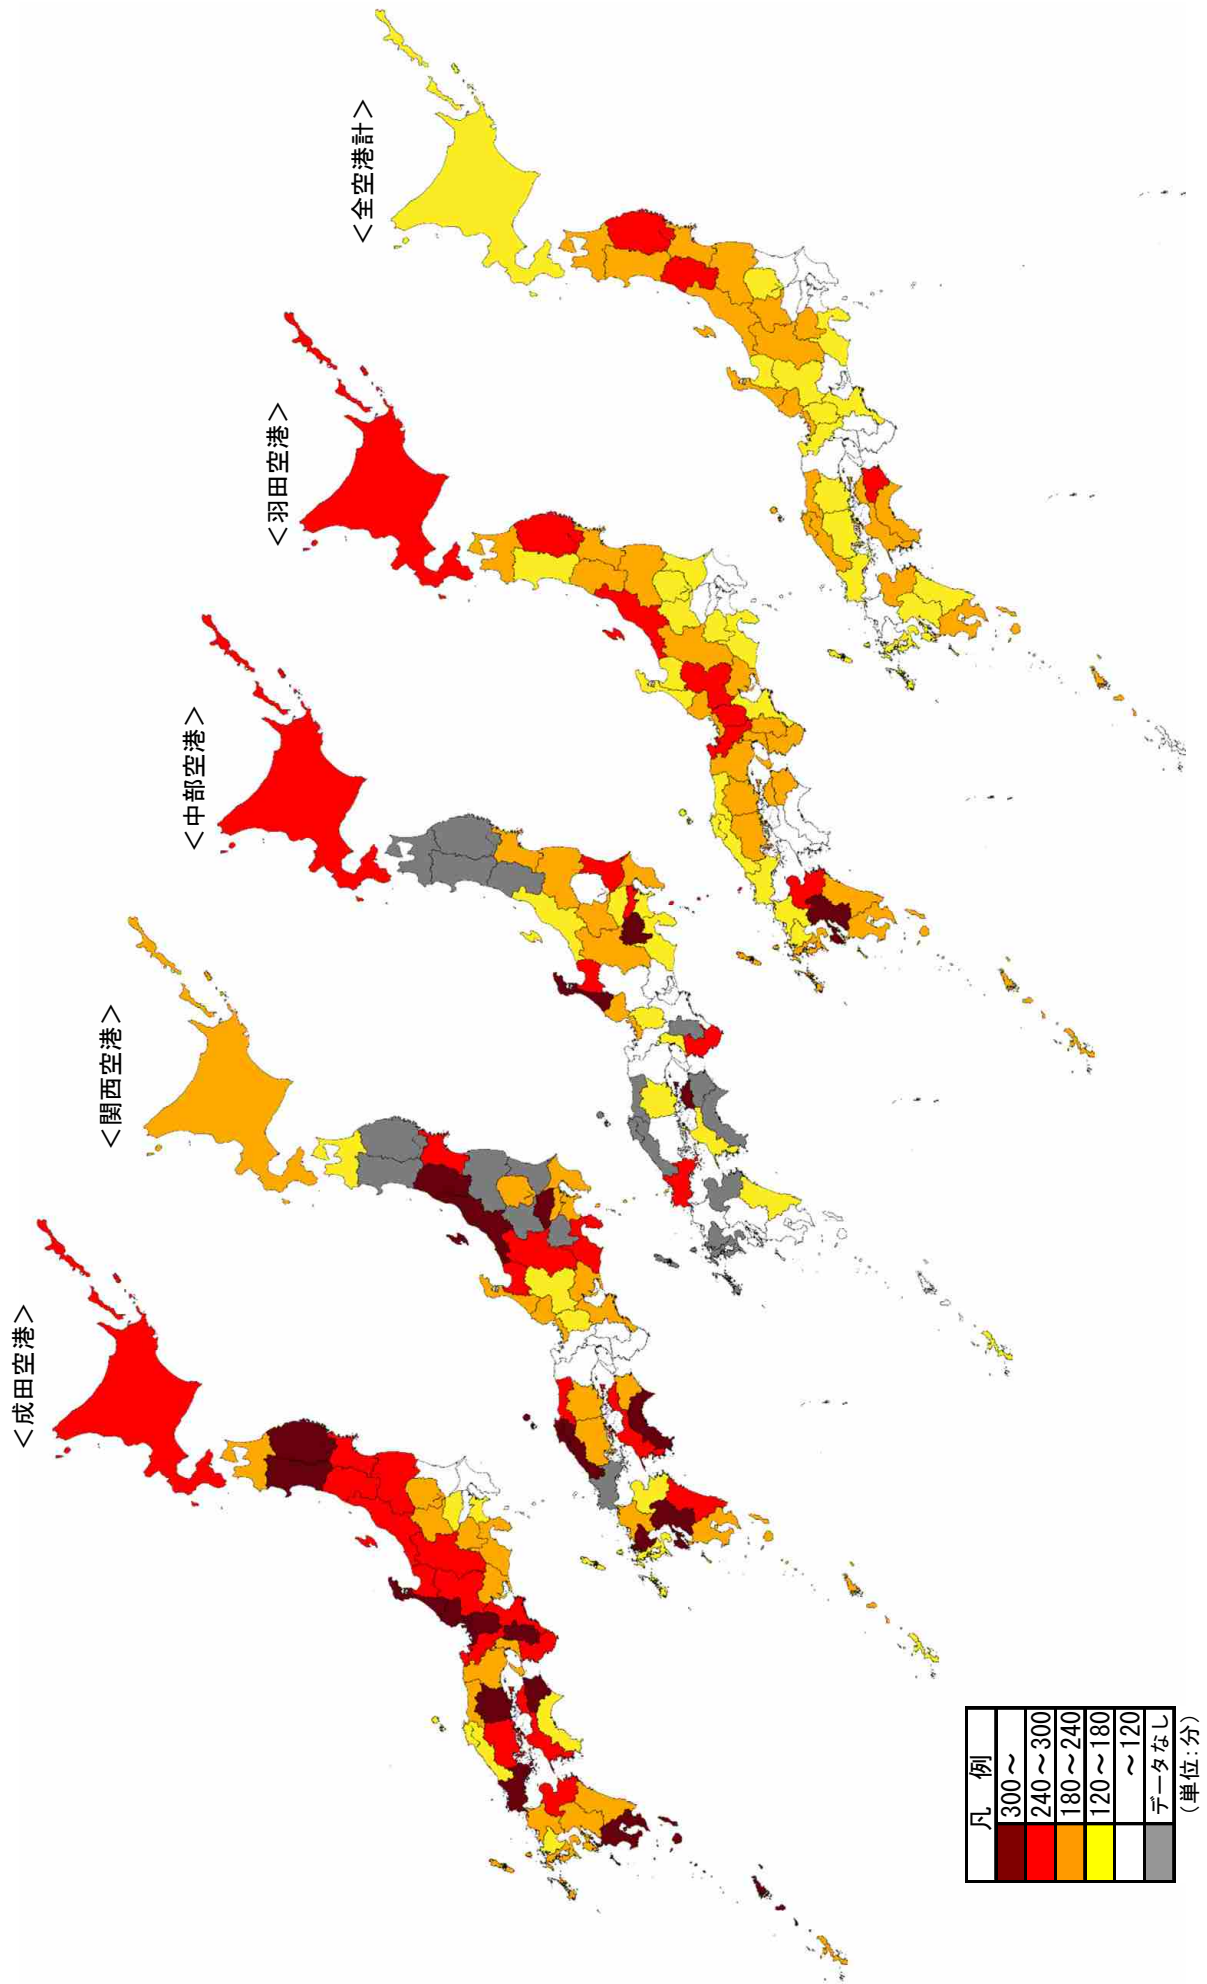 ＜成田空港＞
＜関西空港＞
＜中部空港＞
＜羽田空港＞
＜全空港計＞
凡　例
300～
240～300
180～240
120～180
～120
データなし
（単位：分）